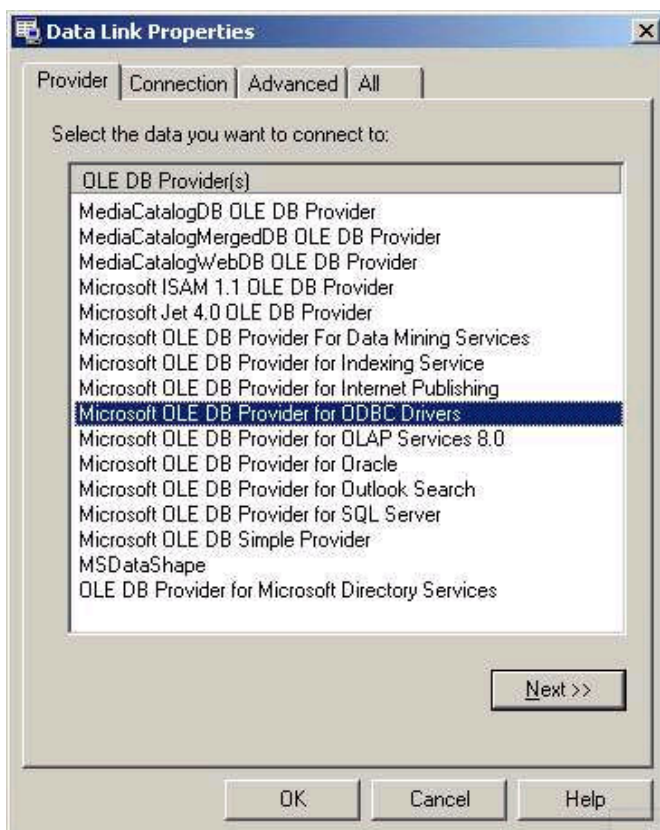 Data Link Properties
Provider Connection Advanced All
Select the data you want to connect to:
OLE DB Provider(s)
MediaCatalogDB OLE DB Provider
MediaCatalogMergedDB OLE DB Provider
MediaCatalogWebDB OLE DB Provider
Microsoft ISAM 1.1 OLE DB Provider
Microsoft Jet 4.0 OLE DB Provider
Microsoft OLE DB Provider For Data Mining Services
Microsoft OLE DB Provider for Indexing Service
Microsoft OLE DB Provider for Internet Publishing
Microsoft OLE DB Provider for ODBC Drivers
Microsoft OLE DB Provider for OLAP Services 8.0
Microsoft OLE DB Provider for Oracle
Microsoft OLE DB Provider for Outlook Search
Microsoft OLE DB Provider for SQL Server
Microsoft OLE DB Simple Provider
MSDataShape
OLE DB Provider for Microsoft Directory Services
Next >>
OK Cancel Help